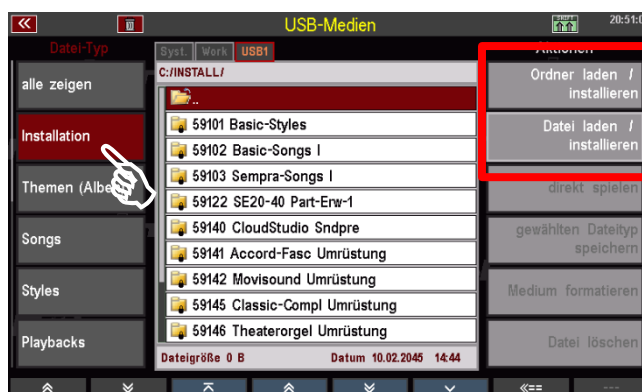 USB-Medien
20:51:0
Datei-Typ
Syst. Work USB1
Aktionen
C:/INSTALL/
alle zeigen
Installation
Themen (Albe
Songs
Styles
Playbacks
..
59101 Basic-Styles
59102 Basic-Songs I
59103 Sempra-Songs I
59122 SE20-40 Part-Erw-1
59140 CloudStudio Sndpre
59141 Accord-Fasc Umrüstung
59142 Movisound Umrüstung
59145 Classic-Compl Umrüstung
59146 Theaterorgel Umrüstung
Dateigröße 0 B Datum 10.02.2045 14:44
Ordner laden /
installieren
Datei laden /
installieren
direkt spielen
gewählten Dateityp
speichern
Medium formatieren
Datei löschen
«==
---